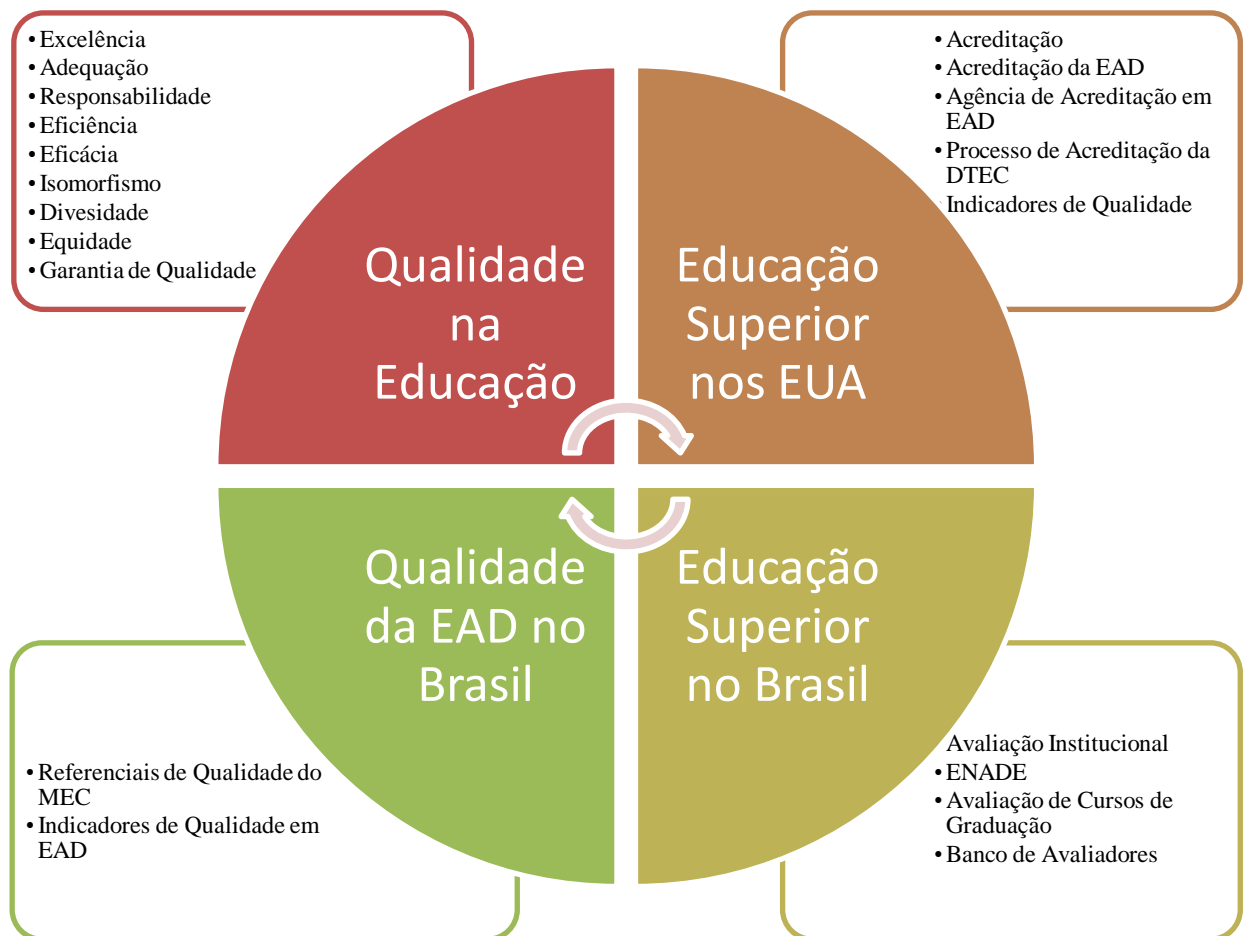 • Excelência
• Adequação
• Responsabilidade
• Eficiência
• Eficácia
• Isomorfismo
• Divesidade
• Equidade
• Garantia de Qualidade
• Acreditação
• Acreditação da EAD
• Agência de Acreditação em
EAD
• Processo de Acreditação da
DTEC
Indicadores de Qualidade
Qualidade
na
Educação
Educação
Superior
nos EUA
Qualidade
da EAD no
Brasil
Educação
Superior
no Brasil
• Referenciais de Qualidade do
MEC
• Indicadores de Qualidade em
EAD
Avaliação Institucional
• ENADE
• Avaliação de Cursos de
Graduação
• Banco de Avaliadores